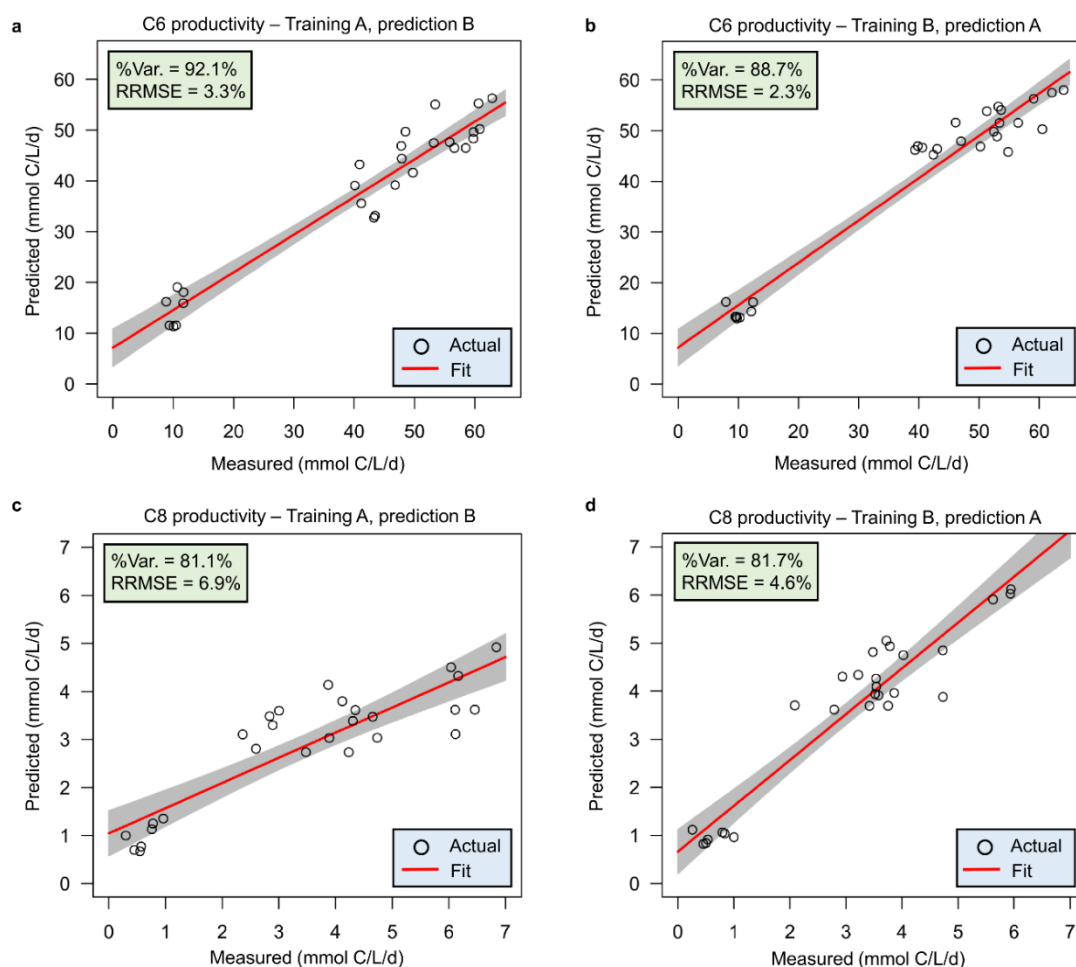 a
C6 productivity – Training A, prediction B
%Var. = 92.1%
RRMSE = 3.3%
Predicted (mmol C/L/d)
60
50
40
30
20
10
0
Actual
Fit
0 10 20 30 40 50 60
Measured (mmol C/L/d)
b
C6 productivity – Training B, prediction A
%Var. = 88.7%
RRMSE = 2.3%
Predicted (mmol C/L/d)
60
50
40
30
20
10
0
Actual
Fit
0 10 20 30 40 50 60
Measured (mmol C/L/d)
c
C8 productivity – Training A, prediction B
%Var. = 81.1%
RRMSE = 6.9%
Predicted (mmol C/L/d)
7
6
5
4
3
2
1
0
Actual
Fit
0 1 2 3 4 5 6 7
Measured (mmol C/L/d)
d
C8 productivity – Training B, prediction A
%Var. = 81.7%
RRMSE = 4.6%
Predicted (mmol C/L/d)
7
6
5
4
3
2
1
0
Actual
Fit
0 1 2 3 4 5 6 7
Measured (mmol C/L/d)